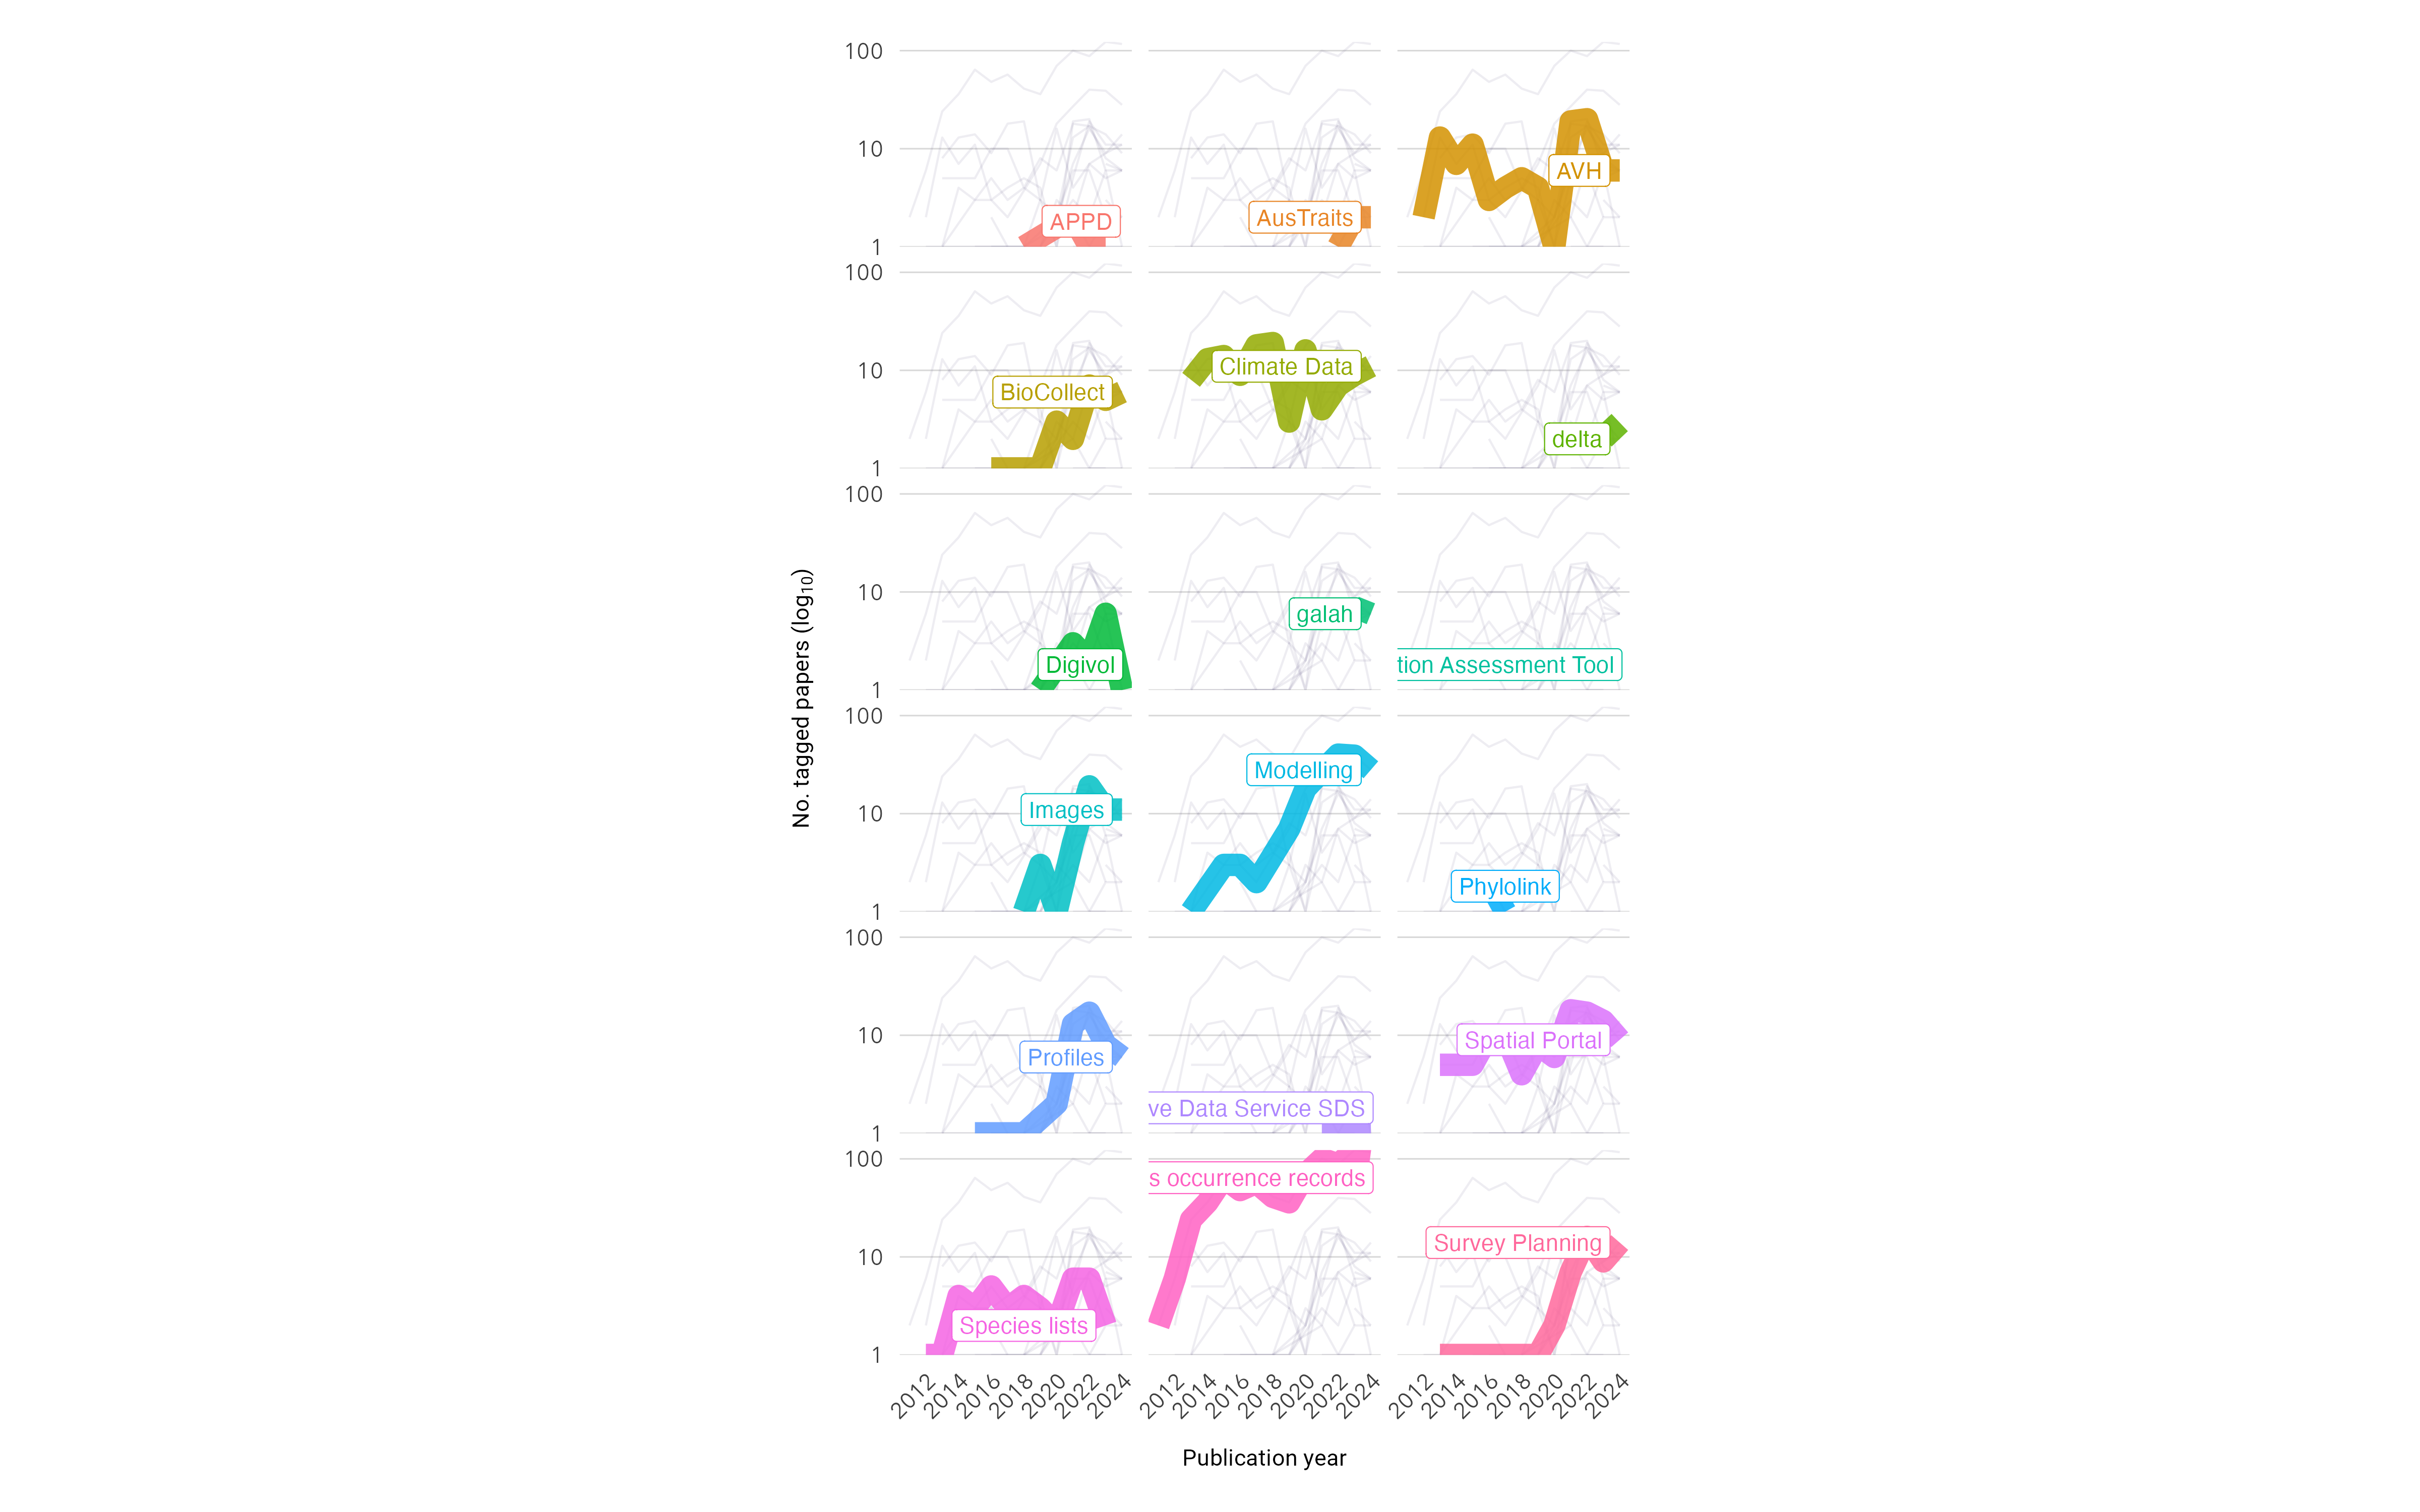 100
10
1
APPD
AusTraits
AVH
100
10
1
BioCollect
Climate Data
delta
100
10
1
Digivol
galah
tion Assessment Tool
100
10
1
Images
Modelling
Phylolink
100
10
1
Profiles
ve Data Service SDS
Spatial Portal
100
10
1
Species lists
s occurrence records
Survey Planning
No. tagged papers (log10)
2012 2014 2016 2018 2020 2022 2024
2012 2014 2016 2018 2020 2022 2024
2012 2014 2016 2018 2020 2022 2024
Publication year